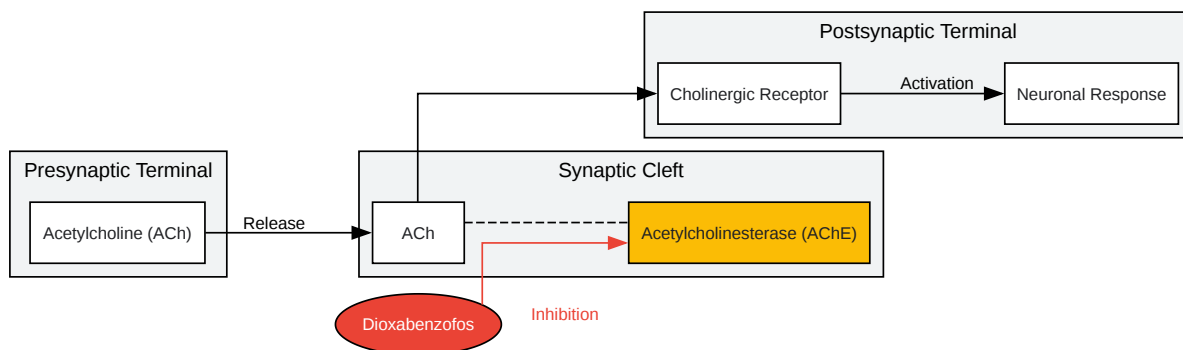 Postsynaptic Terminal
Cholinergic Receptor
Activation
Neuronal Response
Presynaptic Terminal
Acetylcholine (ACh)
Release
Synaptic Cleft
ACh
Acetylcholinesterase (AChE)
Dioxabenzofos
Inhibition